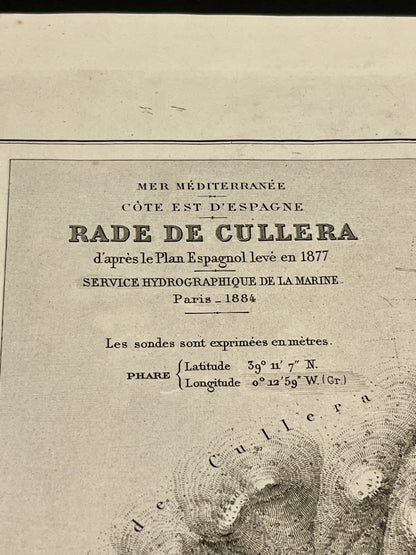 MER MÉDITERRANÉE
CÔTE EST D'ESPAGNE
RADE DE CULLERA
d'après le Plan Espagnol levé en 1877
SERVICE HYDROGRAPHIQUE DE LA MARINE.
Paris _ 1884
Les sondes sont exprimées en mètres.
PHARE { Latitude 39° 11' 7" N.
Longitude 0° 12' 59" W. (Gr.)
de Cullera